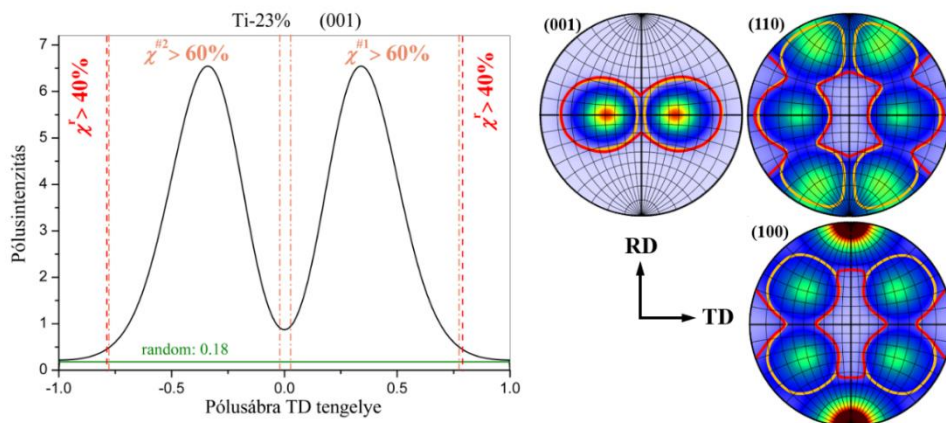 Ti-23% (001)
χ^#2 > 60%
χ^#1 > 60%
χ^r > 40%
χ^r > 40%
Pólusintenzitás
7
6
5
4
3
2
1
0
random: 0.18
-1.0 -0.5 0.0 0.5 1.0
Pólusábra TD tengelye
(001)
(110)
(100)
RD
TD